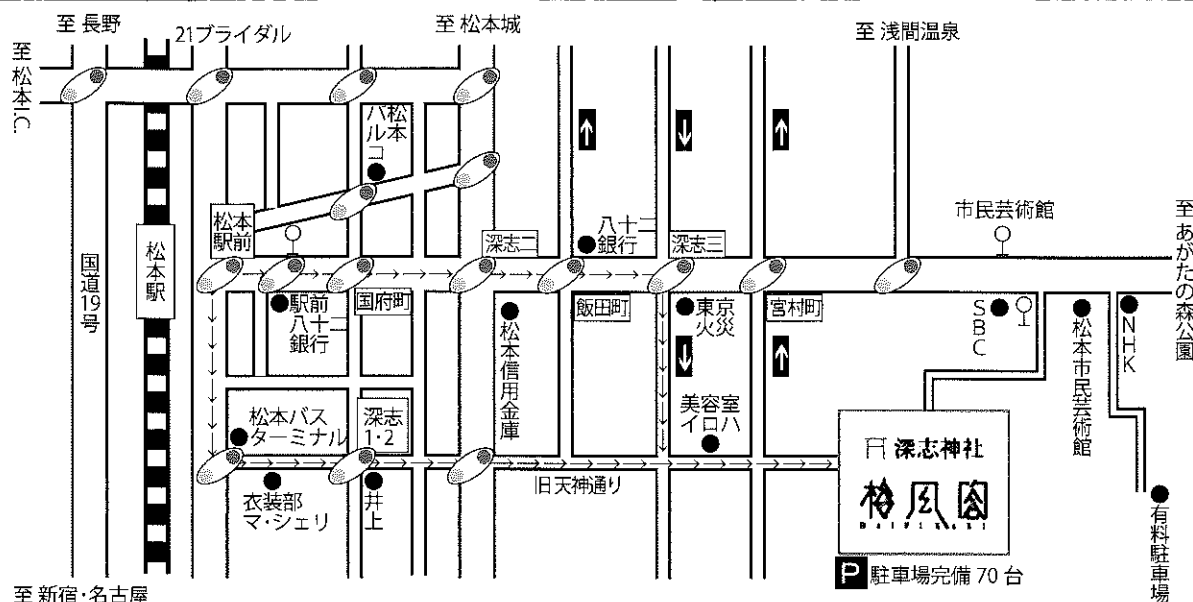 至 長野
21ブライダル
至 松本城
至 浅間温泉
至 松本I.C.
松本
パルコ
松本
駅前
松本駅
国道19号
深志二
八十二
銀行
深志三
市民芸術館
至 あがたの森公園
駅前
八十二
銀行
国府町
松本信用金庫
飯田町
東京
火災
宮村町
SBC
松本市民芸術館
NHK
松本バス
ターミナル
深志
1・2
美容室
イロハ
衣装部
マ・シェリ
井上
旧天神通り
深志神社
梅風閣
BAIFUKAKU
有料駐車場
P 駐車場完備 70 台
至 新宿・名古屋